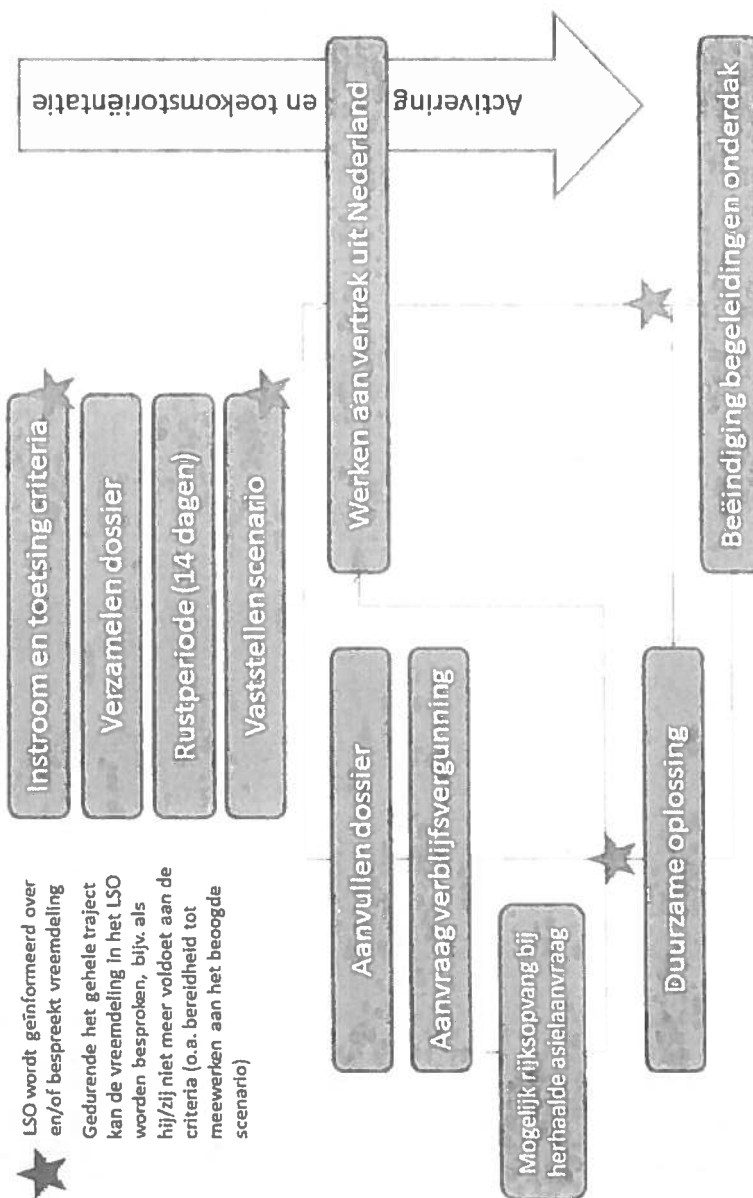 LSO wordt geïnformeerd over
en/of bespreekt vreemdeling
Gedurende het gehele traject
kan de vreemdeling in het LSO
worden besproken, bijv. als
hij/zij niet meer voldoet aan de
criteria (o.a. bereidheid tot
meewerken aan het beoogde
scenario)
Instroom en toetsing criteria
Verzamelen dossier
Rustperiode (14 dagen)
Vaststellen scenario
Aanvullen dossier
Aanvraag verblijfsvergunning
Mogelijk rijksopvang bij
herhaalde asielaanvraag
Duurzame oplossing
Werken aan vertrek uit Nederland
Beëindiging begeleiding en onderdak
Activering en toekomstoriëntatie